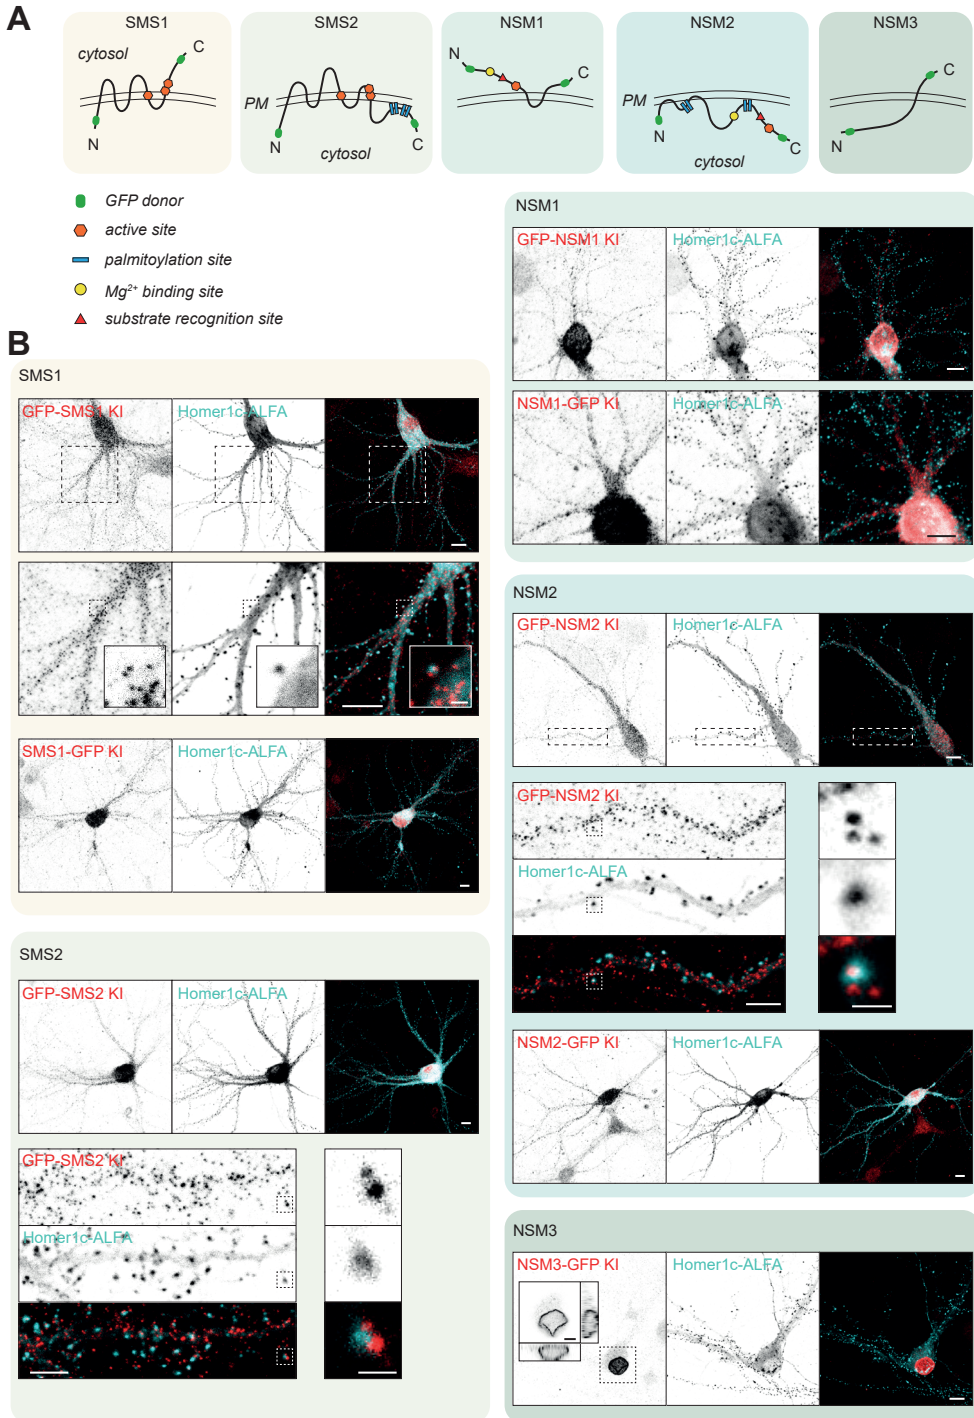 A
SMS1
SMS2
NSM1
NSM2
NSM3
cytosol
C
N
PM
N
C
cytosol
N
C
PM
N
C
cytosol
C
N
GFP donor
active site
palmitoylation site
Mg²⁺ binding site
substrate recognition site
B
SMS1
GFP-SMS1 KI
Homer1c-ALFA
SMS1-GFP KI
Homer1c-ALFA
SMS2
GFP-SMS2 KI
Homer1c-ALFA
GFP-SMS2 KI
Homer1c-ALFA
NSM1
GFP-NSM1 KI
Homer1c-ALFA
NSM1-GFP KI
Homer1c-ALFA
NSM2
GFP-NSM2 KI
Homer1c-ALFA
GFP-NSM2 KI
Homer1c-ALFA
NSM2-GFP KI
Homer1c-ALFA
NSM3
NSM3-GFP KI
Homer1c-ALFA